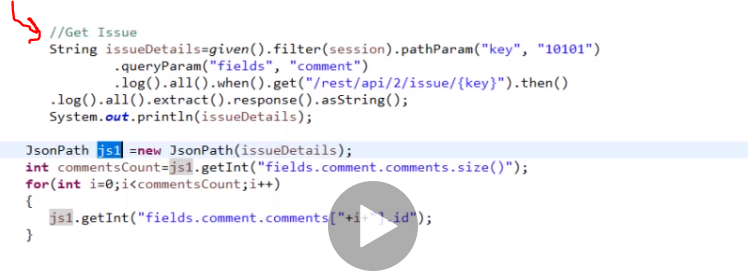 //Get Issue
String issueDetails=given().filter(session).pathParam("key", "10101")
.queryParam("fields", "comment")
.log().all().when().get("/rest/api/2/issue/{key}").then()
.log().all().extract().response().asString();
System.out.println(issueDetails);
JsonPath js1 =new JsonPath(issueDetails);
int commentsCount=js1.getInt("fields.comment.comments.size()");
for(int i=0;i<commentsCount;i++)
{
js1.getInt("fields.comment.comments["+i+"].id");
}